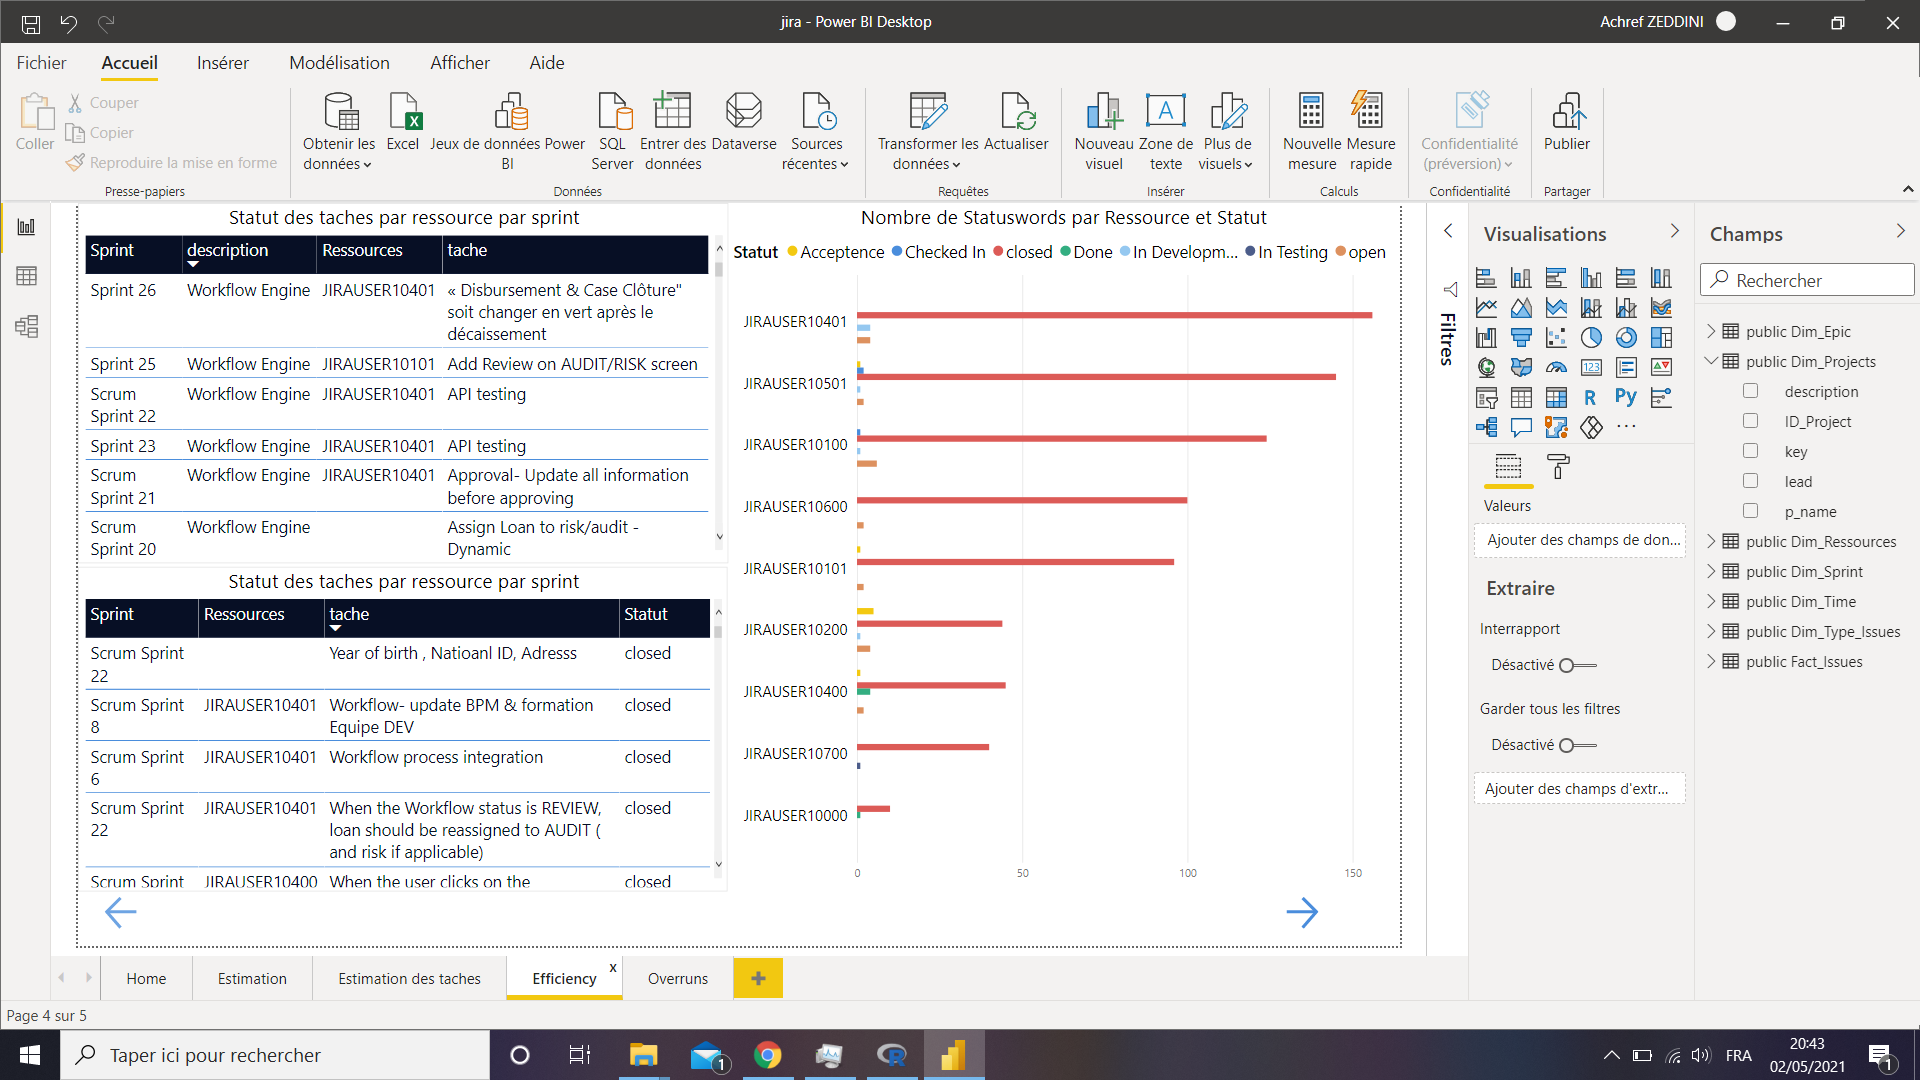 jira - Power BI Desktop
Achref ZEDDINI
Fichier
Accueil
Insérer
Modélisation
Afficher
Aide
Coller
Couper
Copier
Reproduire la mise en forme
Presse-papiers
Obtenir les données
Excel
Jeux de données Power BI
SQL Server
Entrer des données
Dataverse
Sources récentes
Données
Transformer les données
Actualiser
Requêtes
Nouveau visuel
Zone de texte
Plus de visuels
Insérer
Nouvelle mesure
Mesure rapide
Calculs
Confidentialité (préversion)
Confidentialité
Publier
Partager
Statut des taches par ressource par sprint
Sprint description Ressources tache
Sprint 26 Workflow Engine JIRAUSER10401 « Disbursement & Case Clôture"
soit changer en vert après le
décaissement
Sprint 25 Workflow Engine JIRAUSER10101 Add Review on AUDIT/RISK screen
Scrum Workflow Engine JIRAUSER10401 API testing
Sprint 22
Sprint 23 Workflow Engine JIRAUSER10401 API testing
Scrum Workflow Engine JIRAUSER10401 Approval- Update all information
Sprint 21 before approving
Scrum Workflow Engine Assign Loan to risk/audit -
Sprint 20 Dynamic
Statut des taches par ressource par sprint
Sprint Ressources tache Statut
Scrum Sprint Year of birth , Natioanl ID, Adresss closed
22
Scrum Sprint JIRAUSER10401 Workflow- update BPM & formation closed
8 Equipe DEV
Scrum Sprint JIRAUSER10401 Workflow process integration closed
6
Scrum Sprint JIRAUSER10401 When the Workflow status is REVIEW, closed
22 loan should be reassigned to AUDIT (
and risk if applicable)
Scrum Sprint JIRAUSER10400 When the user clicks on the closed
Nombre de Statuswords par Ressource et Statut
Statut Acceptence Checked In closed Done In Developm... In Testing open
JIRAUSER10401
JIRAUSER10501
JIRAUSER10100
JIRAUSER10600
JIRAUSER10101
JIRAUSER10200
JIRAUSER10400
JIRAUSER10700
JIRAUSER10000
0 50 100 150
Filtres
Visualisations
123
R
Py
...
Valeurs
Ajouter des champs de don...
Extraire
Interrapport
Désactivé
Garder tous les filtres
Désactivé
Ajouter des champs d'extr...
Champs
Rechercher
public Dim_Epic
public Dim_Projects
description
ID_Project
key
lead
p_name
public Dim_Ressources
public Dim_Sprint
public Dim_Time
public Dim_Type_Issues
public Fact_Issues
Home
Estimation
Estimation des taches
Efficiency x
Overruns
+
Page 4 sur 5
Taper ici pour rechercher
1
R
FRA
20:43
02/05/2021
1